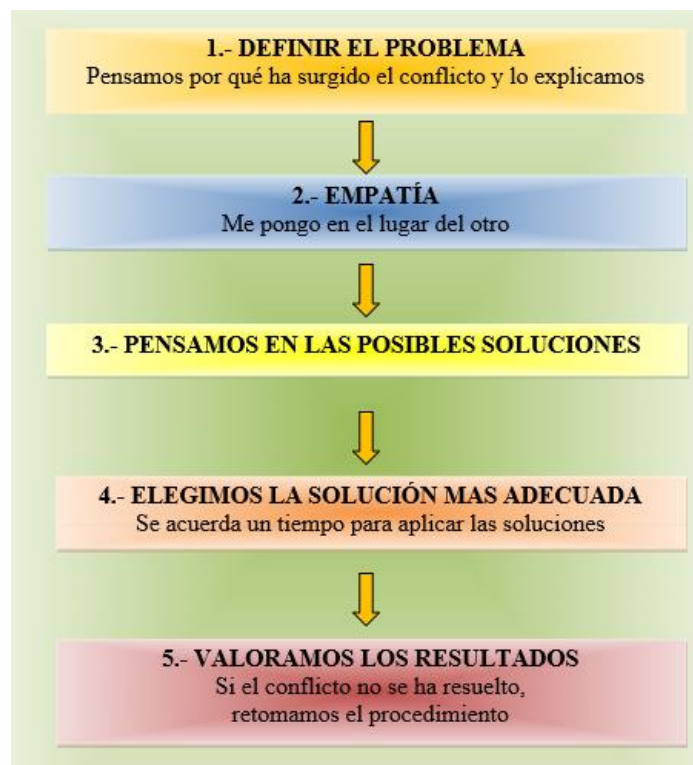 1.- DEFINIR EL PROBLEMA
Pensamos por qué ha surgido el conflicto y lo explicamos
2.- EMPATÍA
Me pongo en el lugar del otro
3.- PENSAMOS EN LAS POSIBLES SOLUCIONES
4.- ELEGIMOS LA SOLUCIÓN MAS ADECUADA
Se acuerda un tiempo para aplicar las soluciones
5.- VALORAMOS LOS RESULTADOS
Si el conflicto no se ha resuelto,
retomamos el procedimiento